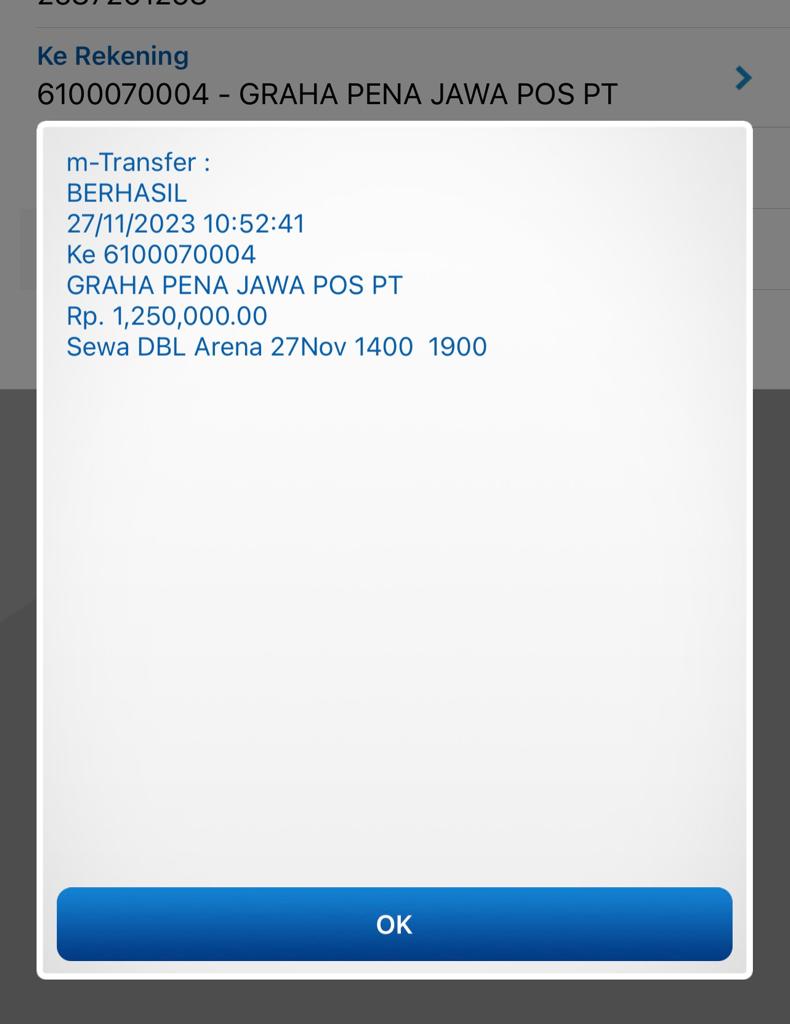 Ke Rekening
6100070004 - GRAHA PENA JAWA POS PT
m-Transfer :
BERHASIL
27/11/2023 10:52:41
Ke 6100070004
GRAHA PENA JAWA POS PT
Rp. 1,250,000.00
Sewa DBL Arena 27Nov 1400  1900
OK